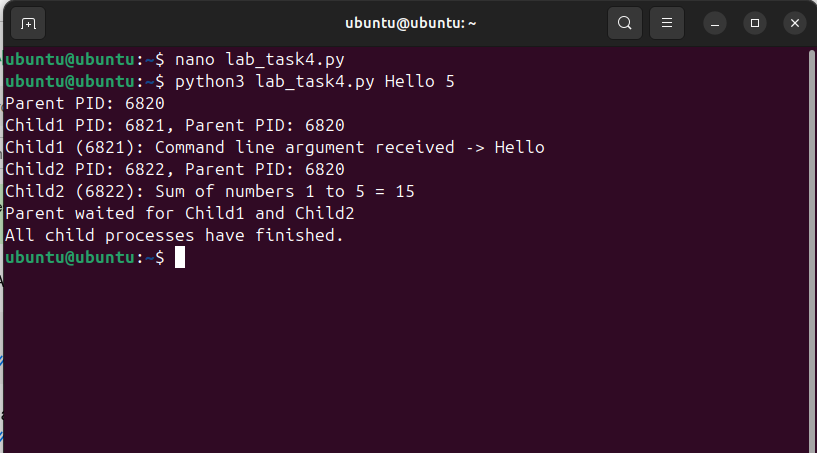 ubuntu@ubuntu: ~
ubuntu@ubuntu:~$ nano lab_task4.py
ubuntu@ubuntu:~$ python3 lab_task4.py Hello 5
Parent PID: 6820
Child1 PID: 6821, Parent PID: 6820
Child1 (6821): Command line argument received -> Hello
Child2 PID: 6822, Parent PID: 6820
Child2 (6822): Sum of numbers 1 to 5 = 15
Parent waited for Child1 and Child2
All child processes have finished.
ubuntu@ubuntu:~$